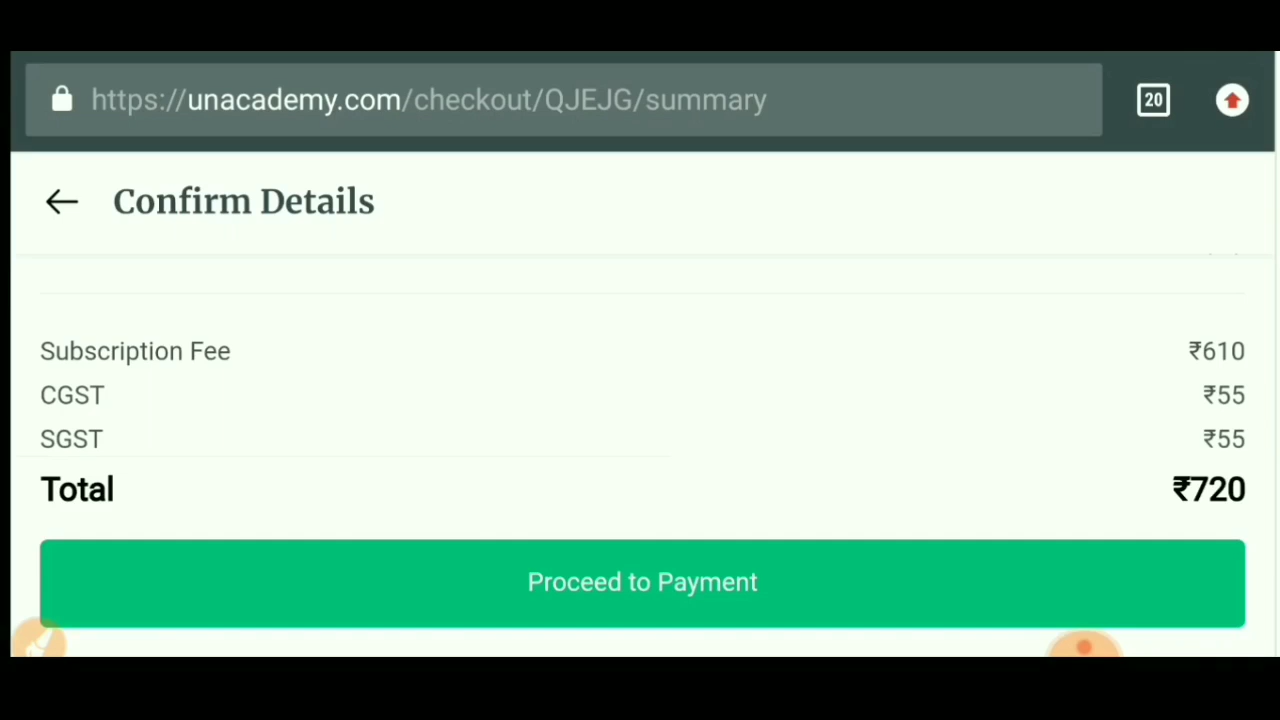 https://unacademy.com/checkout/QJEJG/summary 20
Confirm Details
Subscription Fee ₹610
CGST ₹55
SGST ₹55
Total ₹720
Proceed to Payment